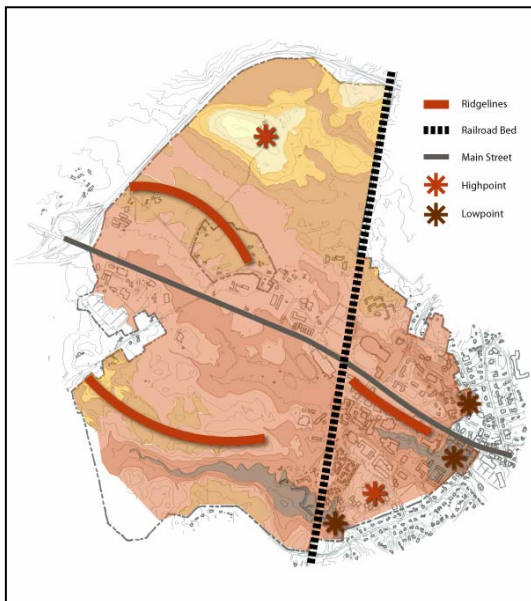 Ridgelines
Railroad Bed
Main Street
Highpoint
Lowpoint